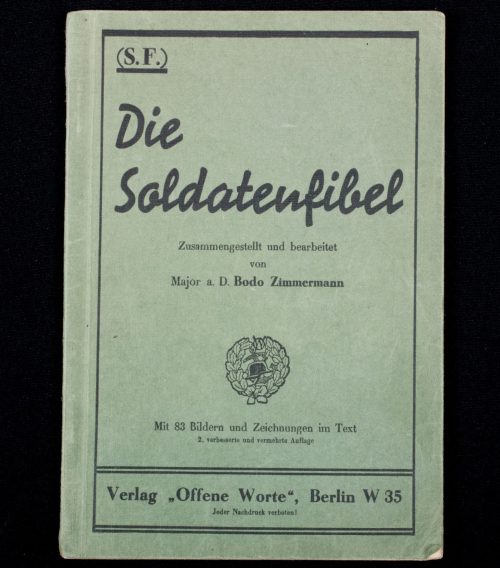 (S.F.)
Die
Soldatenfibel
Zusammengestellt und bearbeitet
von
Major a. D. Bodo Zimmermann
Mit 83 Bildern und Zeichnungen im Text
2. verbesserte und vermehrte Auflage
Verlag „Offene Worte“, Berlin W 35
Jeder Nachdruck verboten!